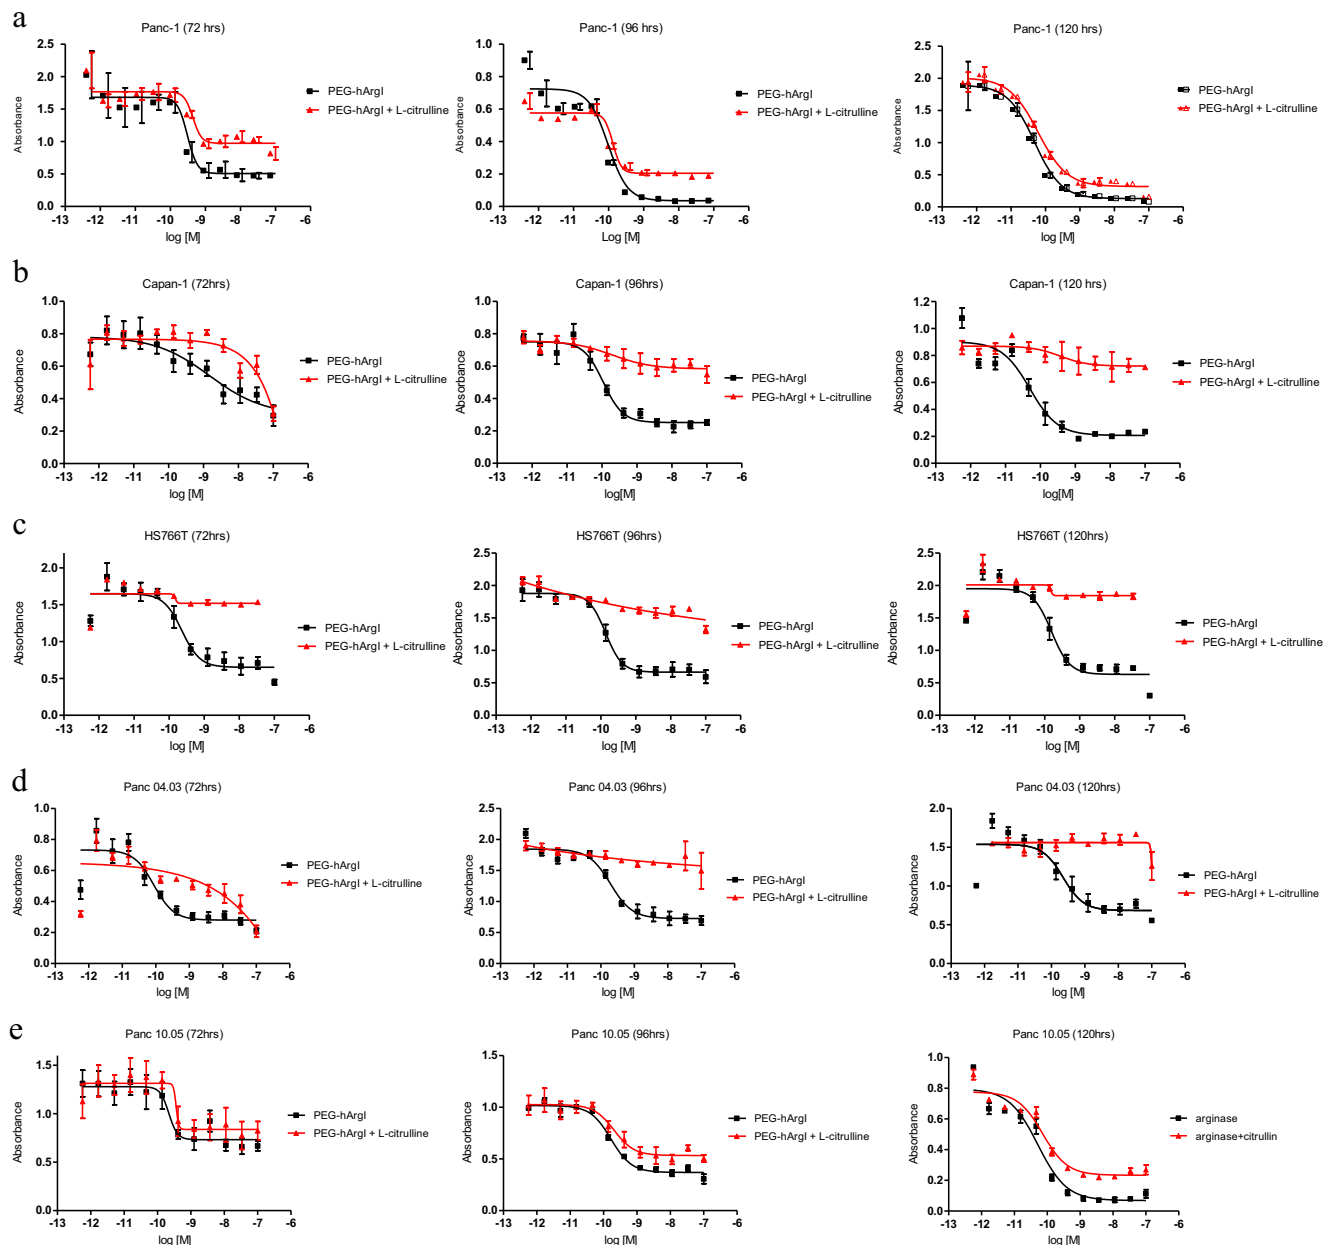 a
Panc-1 (72 hrs)
2.5
2.0
1.5
1.0
0.5
0.0
Absorbance
-13 -12 -11 -10 -9 -8 -7 -6
log [M]
PEG-hArgI
PEG-hArgI + L-citrulline
Panc-1 (96 hrs)
1.0
0.8
0.6
0.4
0.2
0.0
Absorbance
-13 -12 -11 -10 -9 -8 -7 -6
Log [M]
PEG-hArgI
PEG-hArgI + L-citrulline
Panc-1 (120 hrs)
2.5
2.0
1.5
1.0
0.5
0.0
Absorbance
-13 -12 -11 -10 -9 -8 -7 -6
log [M]
PEG-hArgI
PEG-hArgI + L-citrulline
b
Capan-1 (72hrs)
1.0
0.8
0.6
0.4
0.2
0.0
Absorbance
-13 -12 -11 -10 -9 -8 -7 -6
log[M]
PEG-hArgI
PEG-hArgI + L-citrulline
Capan-1 (96hrs)
1.0
0.8
0.6
0.4
0.2
0.0
Absorbance
-13 -12 -11 -10 -9 -8 -7 -6
log[M]
PEG-hArgI
PEG-hArgI + L-citrulline
Capan-1 (120 hrs)
1.2
1.0
0.8
0.6
0.4
0.2
0.0
Absorbance
-13 -12 -11 -10 -9 -8 -7 -6
log [M]
PEG-hArgI
PEG-hArgI + L-citrulline
c
HS766T (72hrs)
2.0
1.5
1.0
0.5
0.0
Absorbance
-13 -12 -11 -10 -9 -8 -7 -6
log [M]
PEG-hArgI
PEG-hArgI + L-citrulline
HS766T (96hrs)
2.5
2.0
1.5
1.0
0.5
0.0
Absorbance
-13 -12 -11 -10 -9 -8 -7 -6
log [M]
PEG-hArgI
PEG-hArgI + L-citrulline
HS766T (120hrs)
2.5
2.0
1.5
1.0
0.5
0.0
Absorbance
-13 -12 -11 -10 -9 -8 -7 -6
log [M]
PEG-hArgI
PEG-hArgI + L-citrulline
d
Panc 04.03 (72hrs)
1.0
0.8
0.6
0.4
0.2
0.0
Absorbance
-13 -12 -11 -10 -9 -8 -7 -6
log [M]
PEG-hArgI
PEG-hArgI + L-citrulline
Panc 04.03 (96hrs)
2.5
2.0
1.5
1.0
0.5
0.0
Absorbance
-13 -12 -11 -10 -9 -8 -7 -6
log [M]
PEG-hArgI
PEG-hArgI + L-citrulline
Panc 04.03 (120hrs)
2.0
1.5
1.0
0.5
0.0
Absorbance
-13 -12 -11 -10 -9 -8 -7 -6
log [M]
PEG-hArgI
PEG-hArgI + L-citrulline
e
Panc 10.05 (72hrs)
1.5
1.0
0.5
0.0
Absorbance
-13 -12 -11 -10 -9 -8 -7 -6
log [M]
PEG-hArgI
PEG-hArgI + L-citrulline
Panc 10.05 (96hrs)
1.5
1.0
0.5
0.0
Absorbance
-13 -12 -11 -10 -9 -8 -7 -6
log [M]
PEG-hArgI
PEG-hArgI + L-citrulline
Panc 10.05 (120hrs)
1.0
0.8
0.6
0.4
0.2
0.0
Absorbance
-13 -12 -11 -10 -9 -8 -7 -6
log [M]
arginase
arginase+citrullin